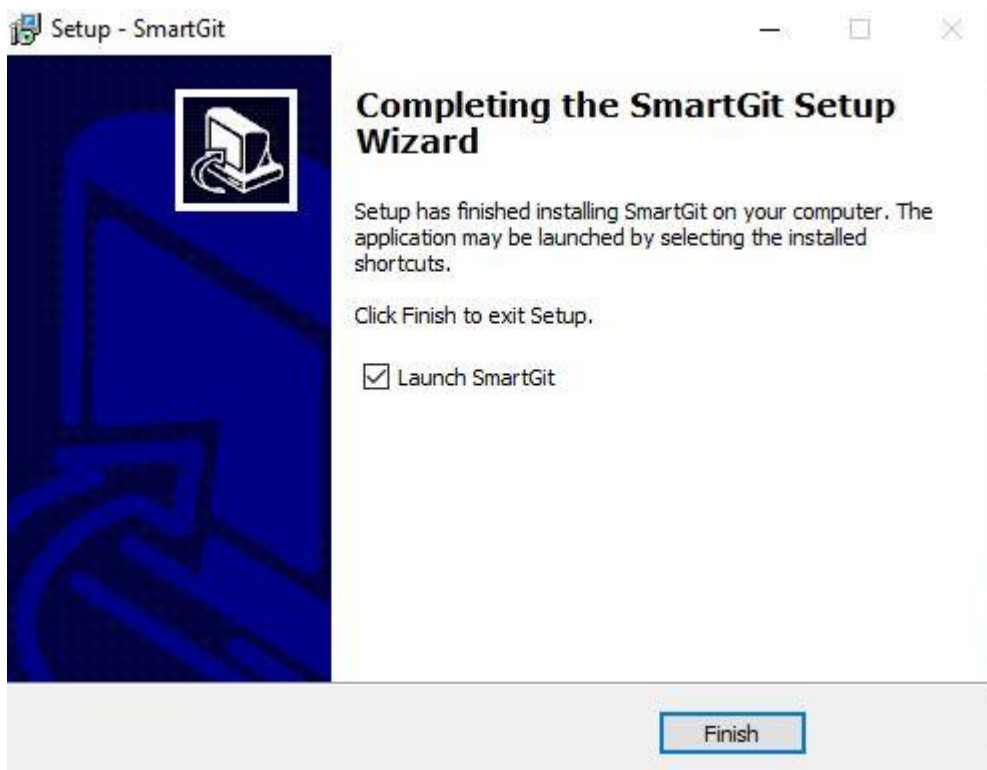 Setup - SmartGit
Completing the SmartGit Setup
Wizard
Setup has finished installing SmartGit on your computer. The
application may be launched by selecting the installed
shortcuts.
Click Finish to exit Setup.
Launch SmartGit
Finish